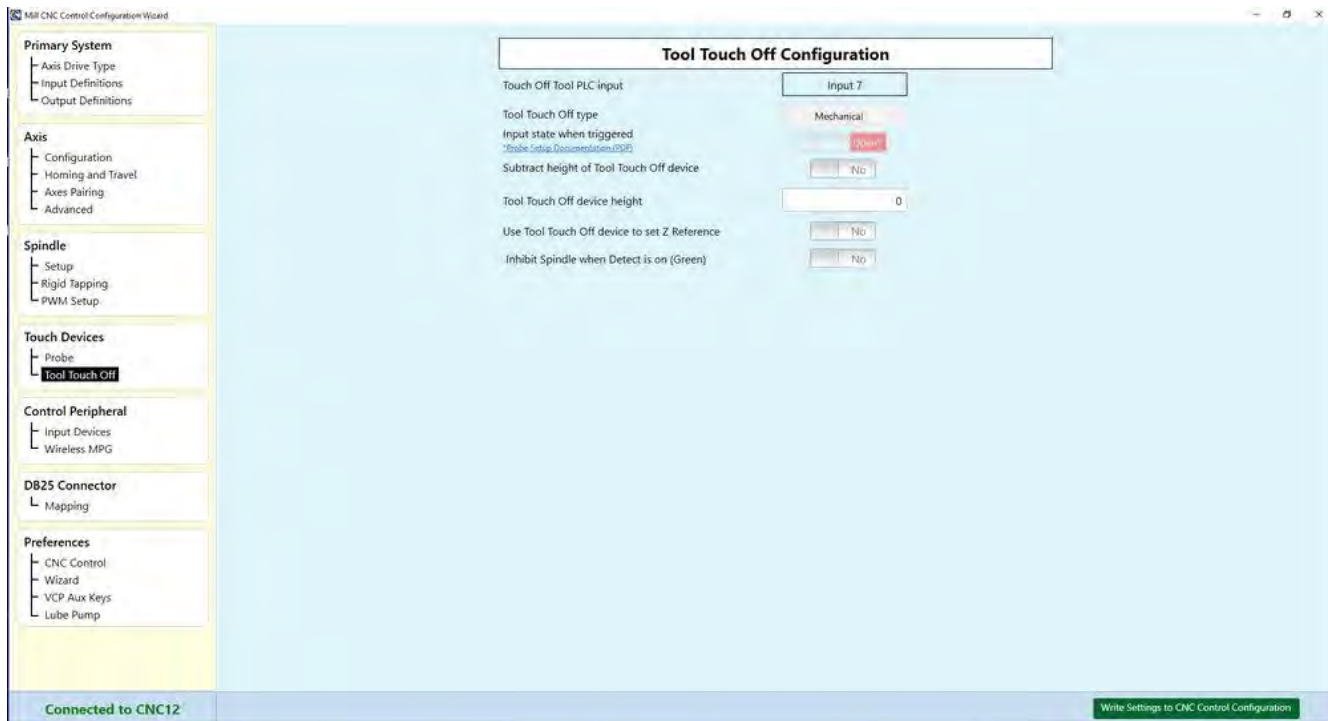 Mill CNC Control Configuration Wizard
Primary System
Axis Drive Type
Input Definitions
Output Definitions
Axis
Configuration
Homing and Travel
Axes Pairing
Advanced
Spindle
Setup
Rigid Tapping
PWM Setup
Touch Devices
Probe
Tool Touch Off
Control Peripheral
Input Devices
Wireless MPG
DB25 Connector
Mapping
Preferences
CNC Control
Wizard
VCP Aux Keys
Lube Pump
Connected to CNC12
Tool Touch Off Configuration
Touch Off Tool PLC input Input 7
Tool Touch Off type Mechanical
Input state when triggered Open
*Probe Setup Documentation (PDF)
Subtract height of Tool Touch Off device No
Tool Touch Off device height 0
Use Tool Touch Off device to set Z Reference No
Inhibit Spindle when Detect is on (Green) No
Write Settings to CNC Control Configuration